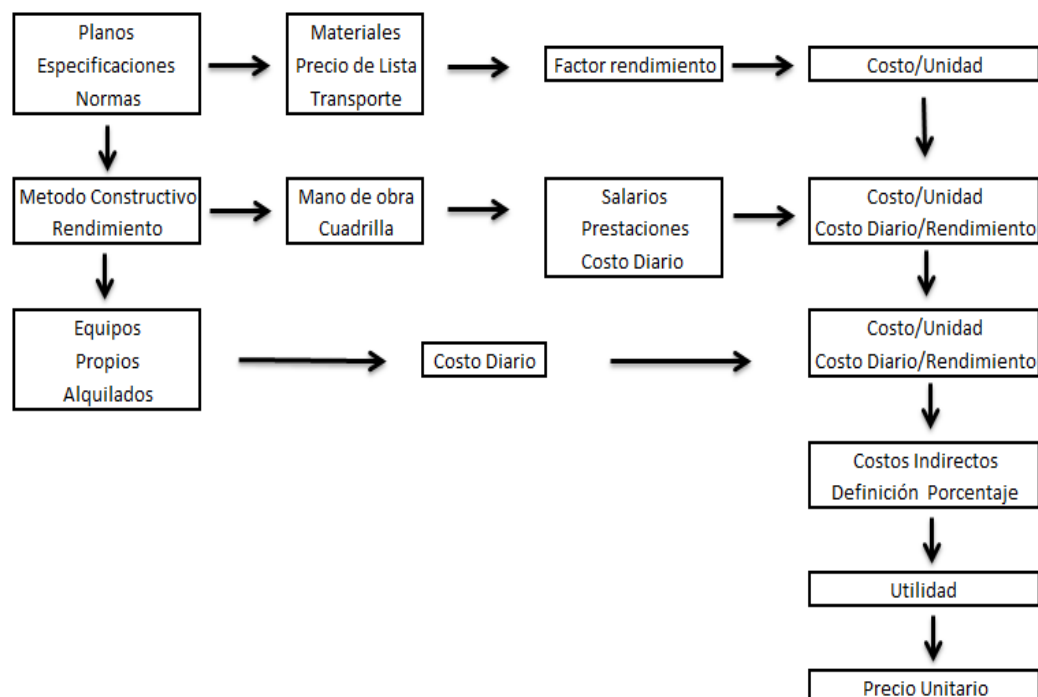 Planos
Especificaciones
Normas
Materiales
Precio de Lista
Transporte
Factor rendimiento
Costo/Unidad
Metodo Constructivo
Rendimiento
Mano de obra
Cuadrilla
Salarios
Prestaciones
Costo Diario
Costo/Unidad
Costo Diario/Rendimiento
Equipos
Propios
Alquilados
Costo Diario
Costo/Unidad
Costo Diario/Rendimiento
Costos Indirectos
Definición Porcentaje
Utilidad
Precio Unitario